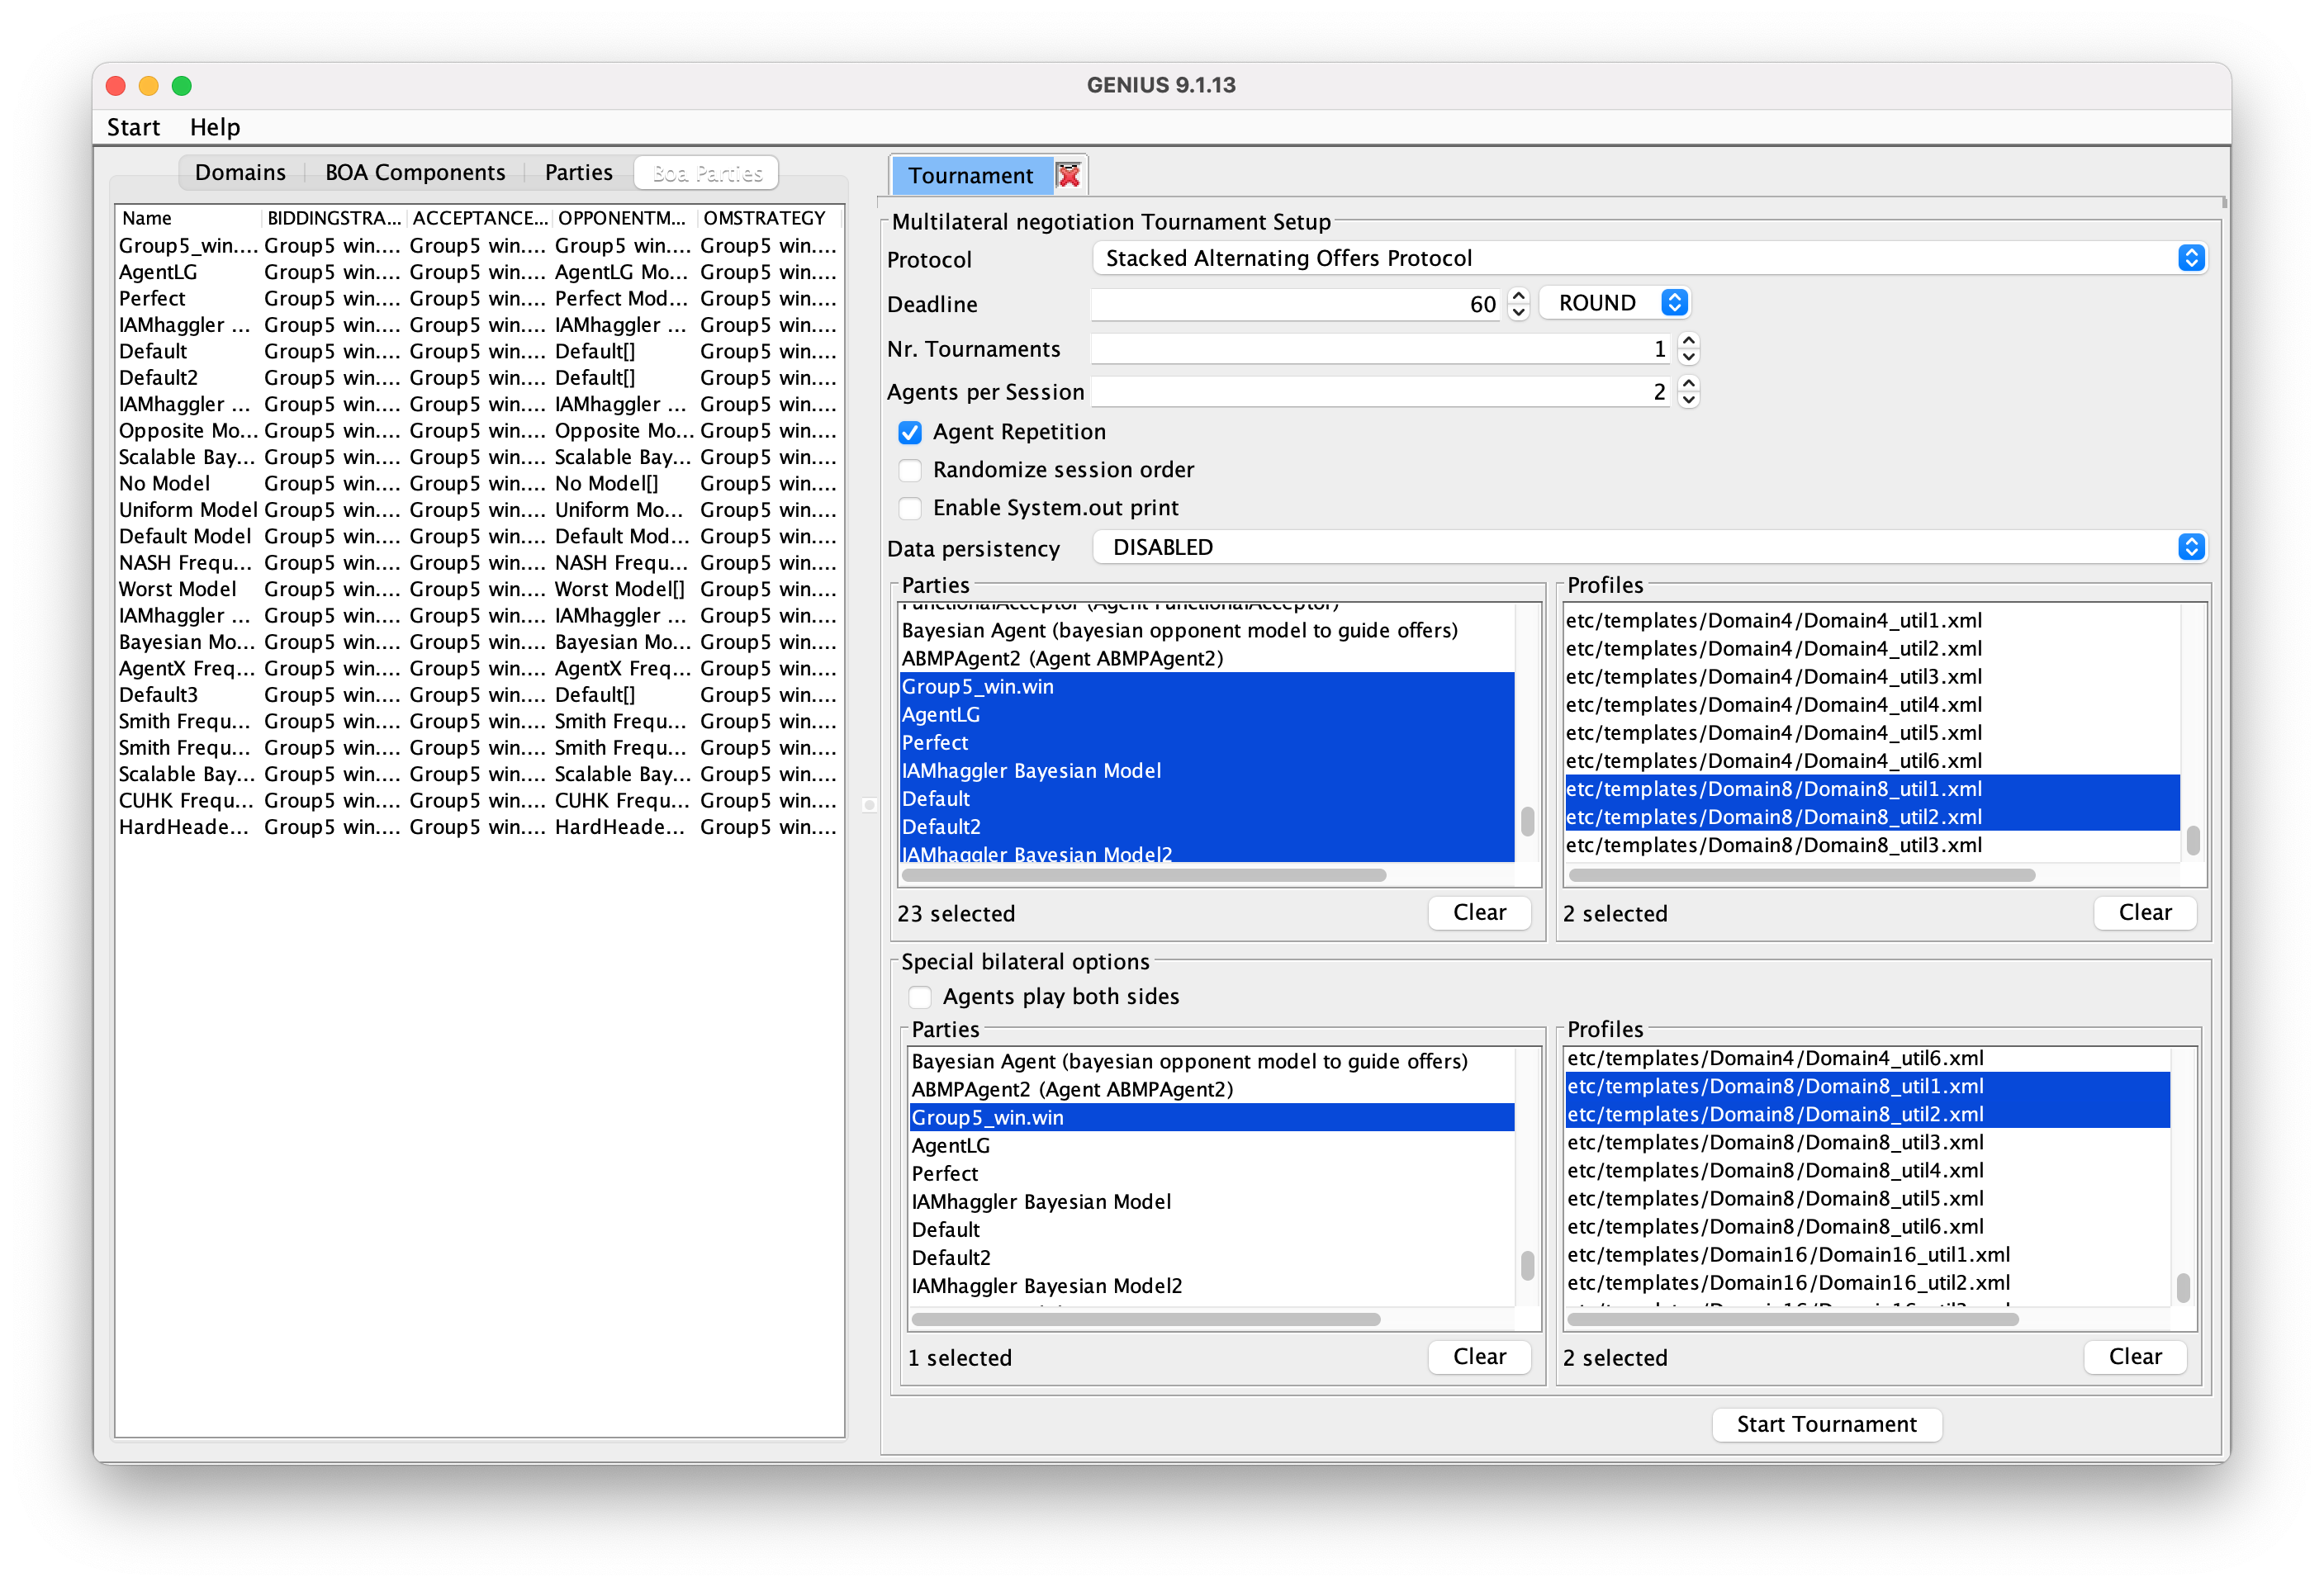 GENIUS 9.1.13
Start Help
Domains BOA Components Parties Boa Parties
Name BIDDINGSTRA... ACCEPTANCE... OPPONENTM... OMSTRATEGY
Group5_win.... Group5 win.... Group5 win.... Group5 win.... Group5 win....
AgentLG Group5 win.... Group5 win.... AgentLG Mo... Group5 win....
Perfect Group5 win.... Group5 win.... Perfect Mod... Group5 win....
IAMhaggler ... Group5 win.... Group5 win.... IAMhaggler ... Group5 win....
Default Group5 win.... Group5 win.... Default[] Group5 win....
Default2 Group5 win.... Group5 win.... Default[] Group5 win....
IAMhaggler ... Group5 win.... Group5 win.... IAMhaggler ... Group5 win....
Opposite Mo... Group5 win.... Group5 win.... Opposite Mo... Group5 win....
Scalable Bay... Group5 win.... Group5 win.... Scalable Bay... Group5 win....
No Model Group5 win.... Group5 win.... No Model[] Group5 win....
Uniform Model Group5 win.... Group5 win.... Uniform Mo... Group5 win....
Default Model Group5 win.... Group5 win.... Default Mod... Group5 win....
NASH Frequ... Group5 win.... Group5 win.... NASH Frequ... Group5 win....
Worst Model Group5 win.... Group5 win.... Worst Model[] Group5 win....
IAMhaggler ... Group5 win.... Group5 win.... IAMhaggler ... Group5 win....
Bayesian Mo... Group5 win.... Group5 win.... Bayesian Mo... Group5 win....
AgentX Freq... Group5 win.... Group5 win.... AgentX Freq... Group5 win....
Default3 Group5 win.... Group5 win.... Default[] Group5 win....
Smith Frequ... Group5 win.... Group5 win.... Smith Frequ... Group5 win....
Smith Frequ... Group5 win.... Group5 win.... Smith Frequ... Group5 win....
Scalable Bay... Group5 win.... Group5 win.... Scalable Bay... Group5 win....
CUHK Frequ... Group5 win.... Group5 win.... CUHK Frequ... Group5 win....
HardHeade... Group5 win.... Group5 win.... HardHeade... Group5 win....
Tournament
Multilateral negotiation Tournament Setup
Protocol Stacked Alternating Offers Protocol
Deadline 60 ROUND
Nr. Tournaments 1
Agents per Session 2
Agent Repetition
Randomize session order
Enable System.out print
Data persistency DISABLED
Parties
FunctionalAcceptor (Agent FunctionalAcceptor)
Bayesian Agent (bayesian opponent model to guide offers)
ABMPAgent2 (Agent ABMPAgent2)
Group5_win.win
AgentLG
Perfect
IAMhaggler Bayesian Model
Default
Default2
IAMhaggler Bayesian Model2
23 selected Clear
Profiles
etc/templates/Domain4/Domain4_util1.xml
etc/templates/Domain4/Domain4_util2.xml
etc/templates/Domain4/Domain4_util3.xml
etc/templates/Domain4/Domain4_util4.xml
etc/templates/Domain4/Domain4_util5.xml
etc/templates/Domain4/Domain4_util6.xml
etc/templates/Domain8/Domain8_util1.xml
etc/templates/Domain8/Domain8_util2.xml
etc/templates/Domain8/Domain8_util3.xml
2 selected Clear
Special bilateral options
Agents play both sides
Parties
Bayesian Agent (bayesian opponent model to guide offers)
ABMPAgent2 (Agent ABMPAgent2)
Group5_win.win
AgentLG
Perfect
IAMhaggler Bayesian Model
Default
Default2
IAMhaggler Bayesian Model2
1 selected Clear
Profiles
etc/templates/Domain4/Domain4_util6.xml
etc/templates/Domain8/Domain8_util1.xml
etc/templates/Domain8/Domain8_util2.xml
etc/templates/Domain8/Domain8_util3.xml
etc/templates/Domain8/Domain8_util4.xml
etc/templates/Domain8/Domain8_util5.xml
etc/templates/Domain8/Domain8_util6.xml
etc/templates/Domain16/Domain16_util1.xml
etc/templates/Domain16/Domain16_util2.xml
2 selected Clear
Start Tournament